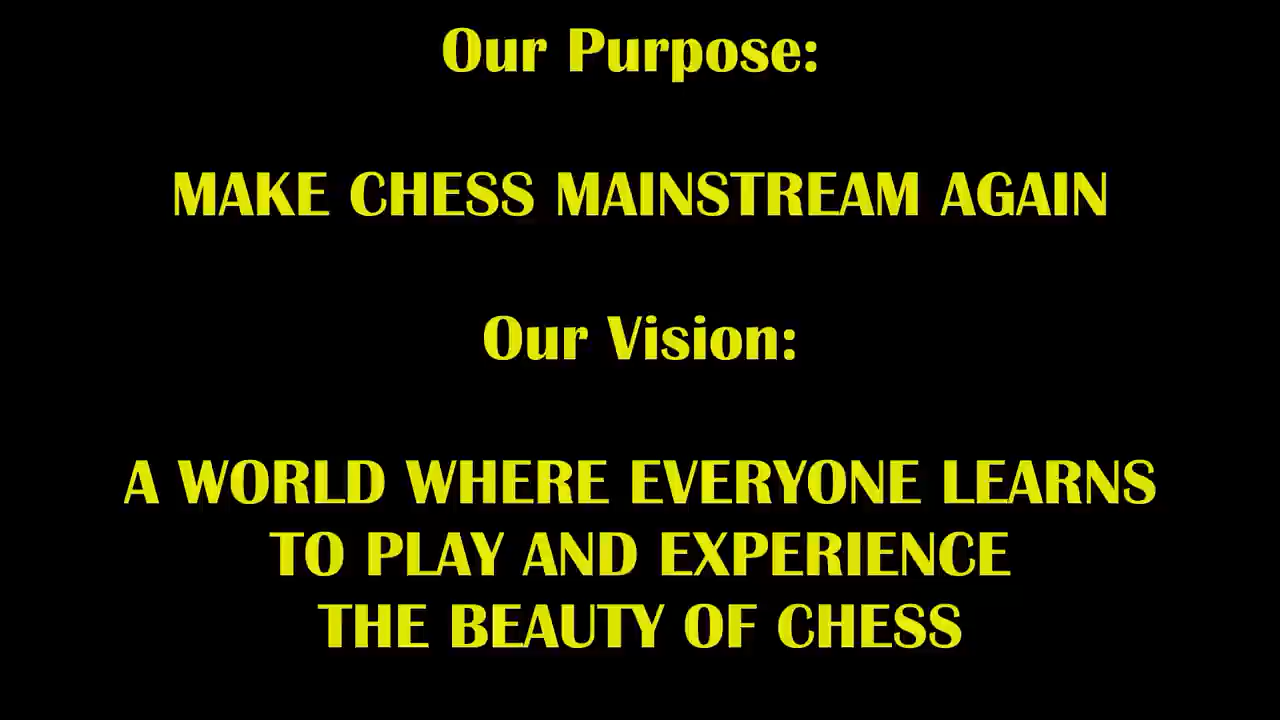 Our Purpose:
MAKE CHESS MAINSTREAM AGAIN
Our Vision:
A WORLD WHERE EVERYONE LEARNS
TO PLAY AND EXPERIENCE
THE BEAUTY OF CHESS